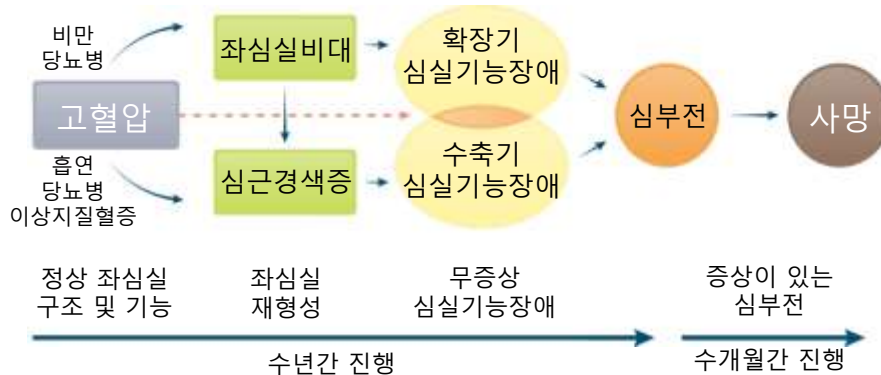 비만
당뇨병
고혈압
흡연
당뇨병
이상지질혈증
좌심실비대
심근경색증
확장기
심실기능장애
수축기
심실기능장애
심부전
사망
정상 좌심실
구조 및 기능
좌심실
재형성
무증상
심실기능장애
증상이 있는
심부전
수년간 진행
수개월간 진행